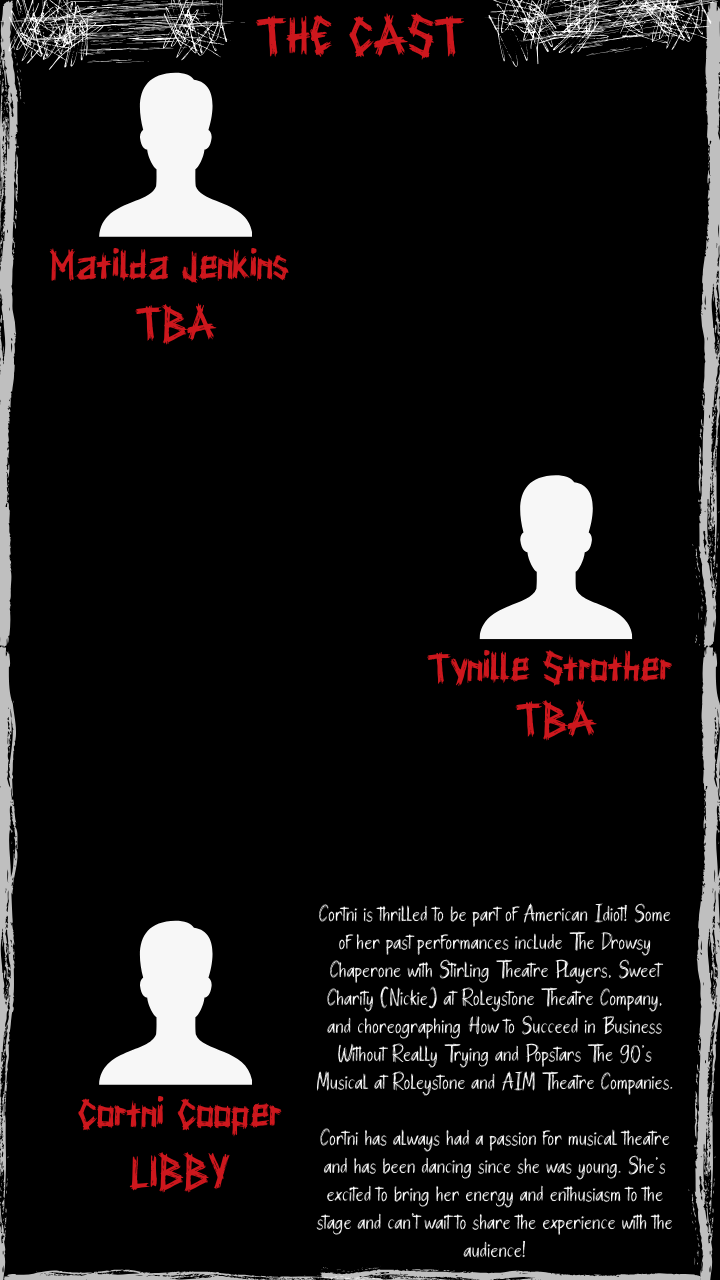 THE CAST
Matilda Jenkins
TBA
Tynille Strother
TBA
Cortni is thrilled to be part of American Idiot! Some
of her past performances include The Drowsy
Chaperone with Stirling Theatre Players, Sweet
Charity (Nickie) at Roleystone Theatre Company,
and choreographing How to Succeed in Business
Without Really Trying and Popstars The 90's
Musical at Roleystone and AIM Theatre Companies.
Cortni has always had a passion for musical theatre
and has been dancing since she was young. She's
excited to bring her energy and enthusiasm to the
stage and can't wait to share the experience with the
audience!
Cortni Cooper
LIBBY